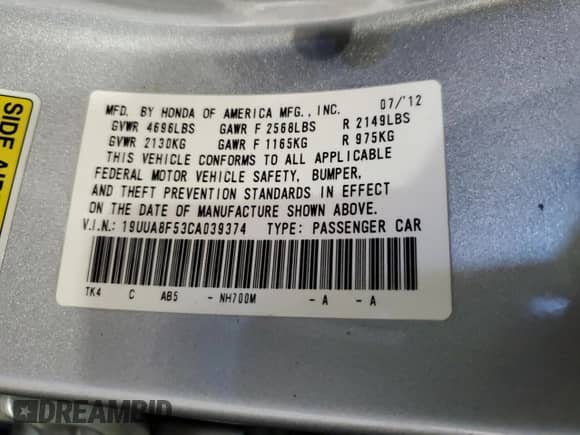 MFD. BY HONDA OF AMERICA MFG., INC. 07/'12
GVWR 4696LBS GAWR F 2568LBS R 2149LBS
GVWR 2130KG GAWR F 1165KG R 975KG
THIS VEHICLE CONFORMS TO ALL APPLICABLE
FEDERAL MOTOR VEHICLE SAFETY, BUMPER,
AND THEFT PREVENTION STANDARDS IN EFFECT
ON THE DATE OF MANUFACTURE SHOWN ABOVE.
V.I.N.: 19UUA8F53CA039374 TYPE: PASSENGER CAR
TK4 C AB5 - NH700M - A - A
SIDE
DREAMBID